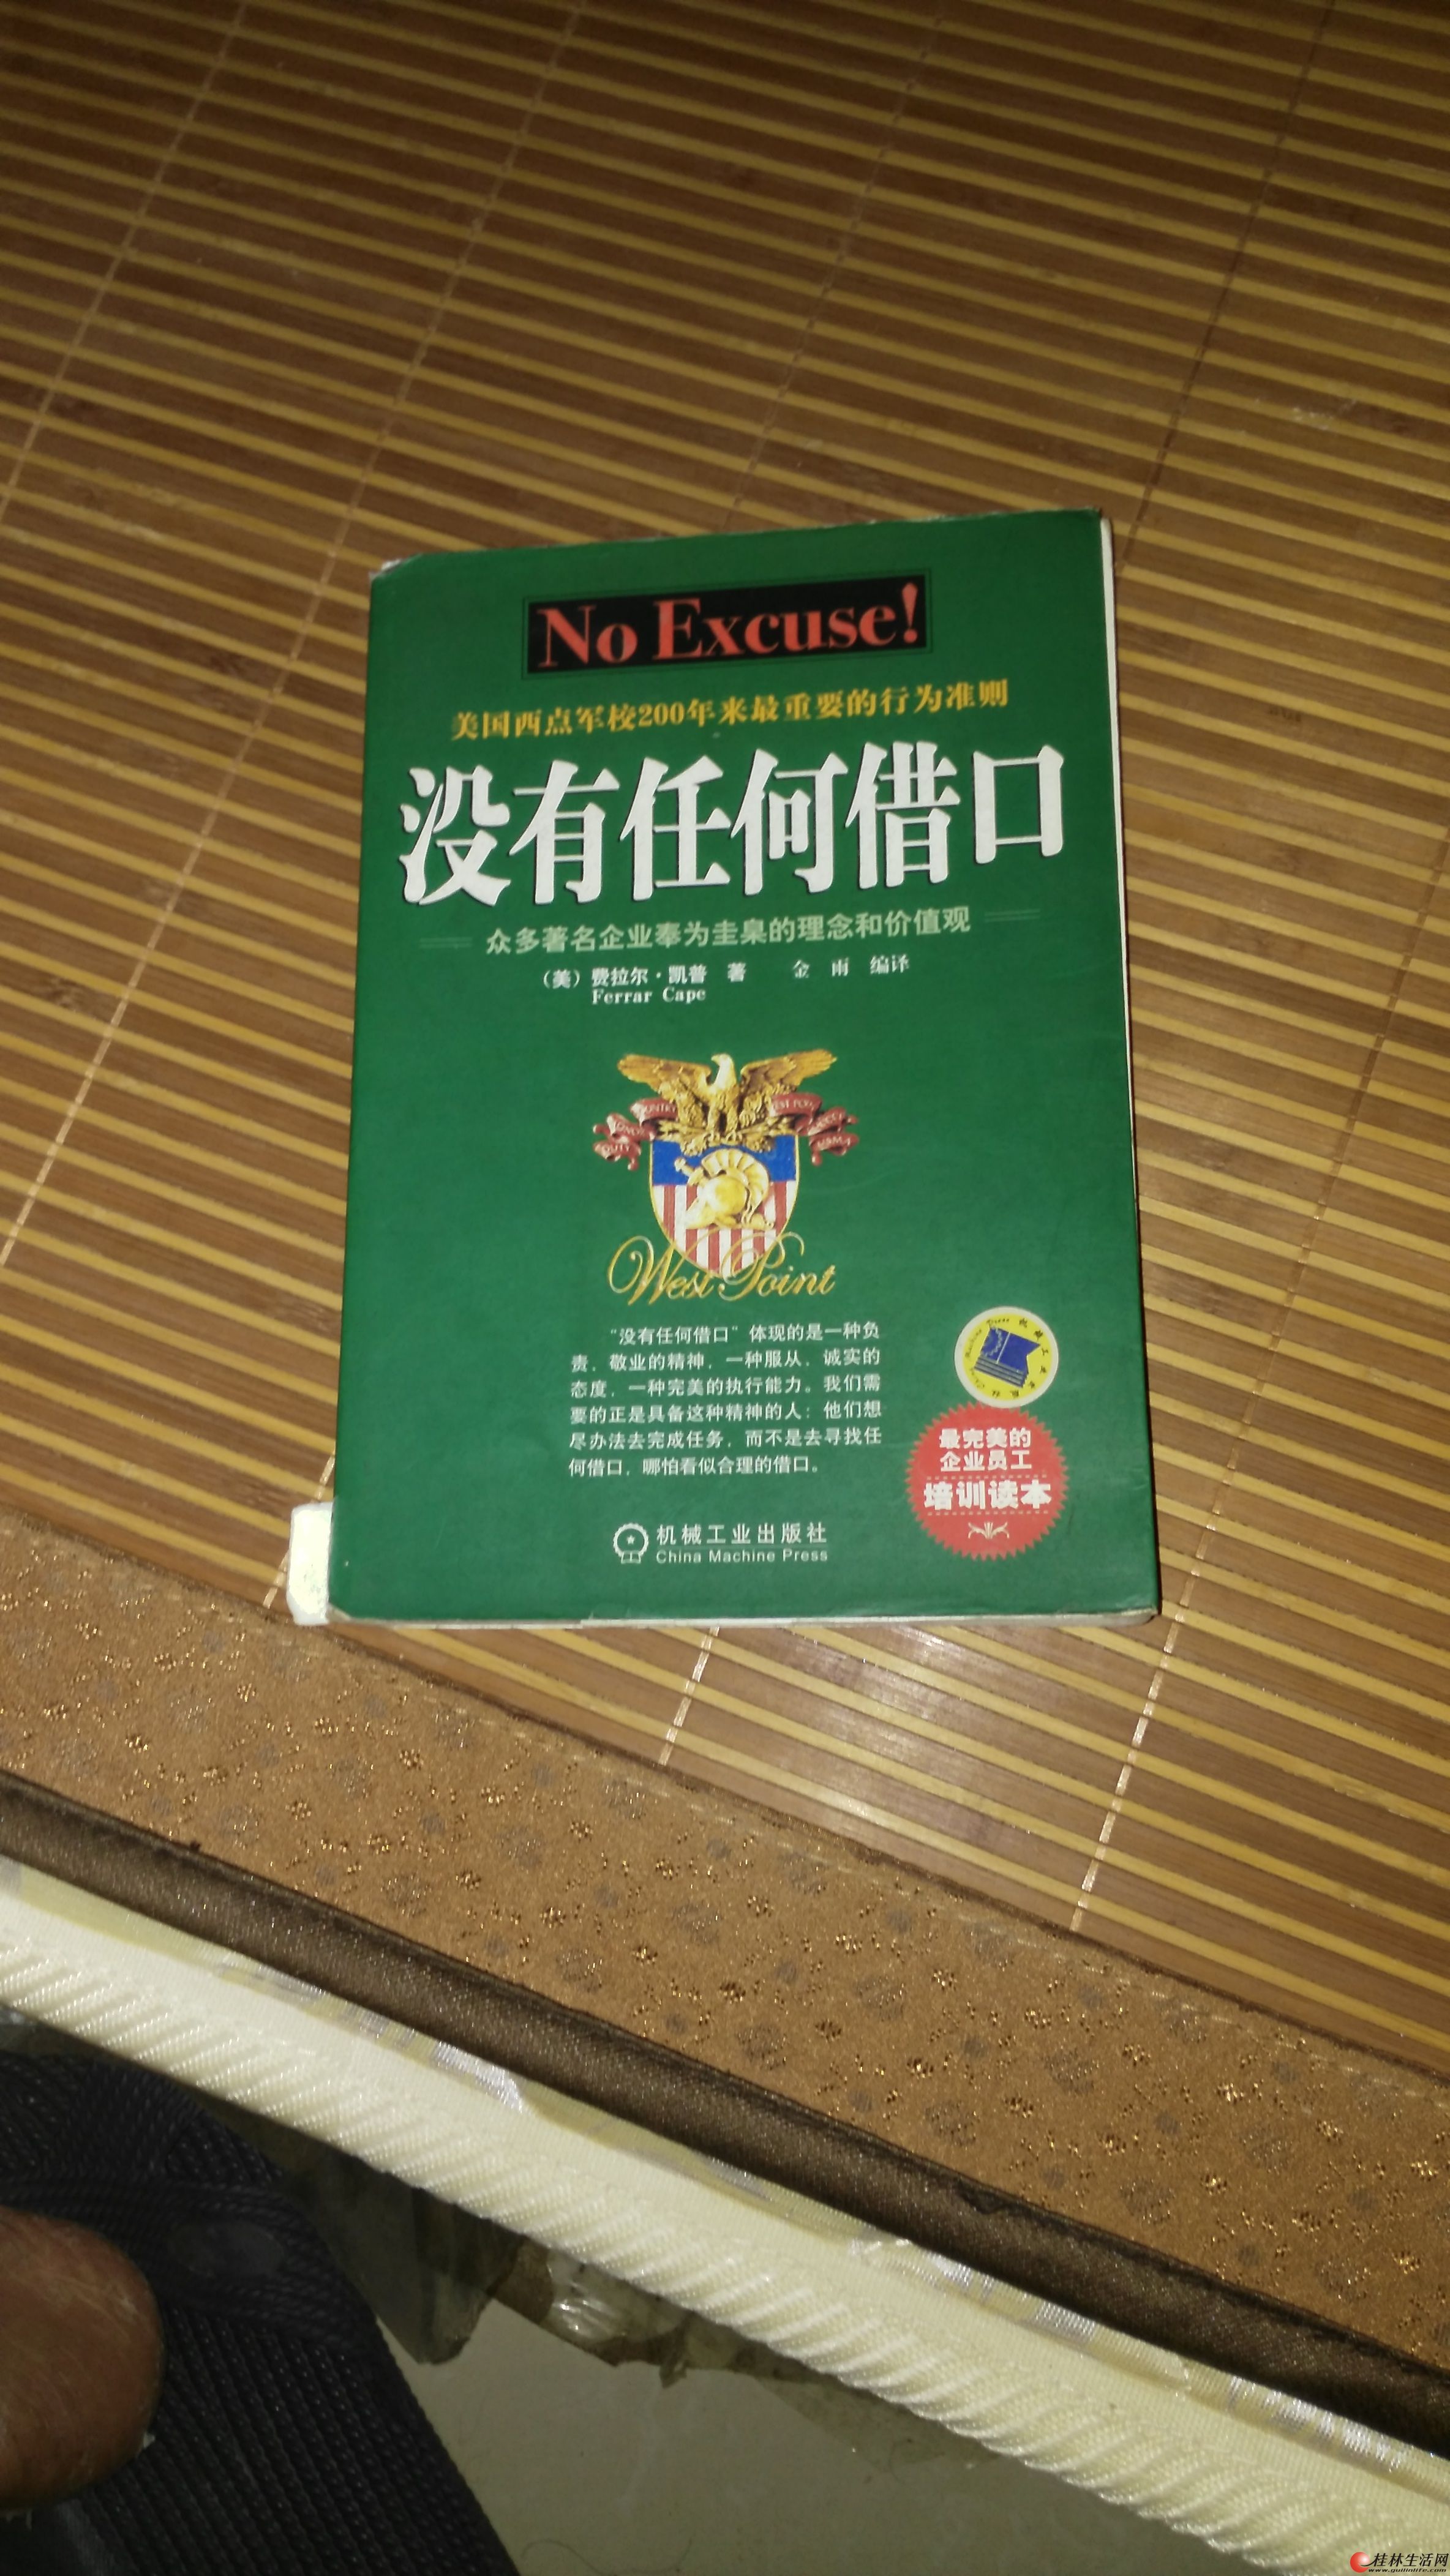 No Excuse!
美国西点军校200年来最重要的行为准则
没有任何借口
众多著名企业奉为圭臬的理念和价值观
（美）费拉尔·凯普 著 金 雨 编译
Ferrar Cape
West Point
“没有任何借口”体现的是一种负
责、敬业的精神，一种服从、诚实的
态度，一种完美的执行能力。我们需
要的正是具备这种精神的人：他们想
尽办法去完成任务，而不是去寻找任
何借口，哪怕看似合理的借口。
最完美的
企业员工
培训读本
机械工业出版社
China Machine Press
桂林生活网
www.guilinlife.com